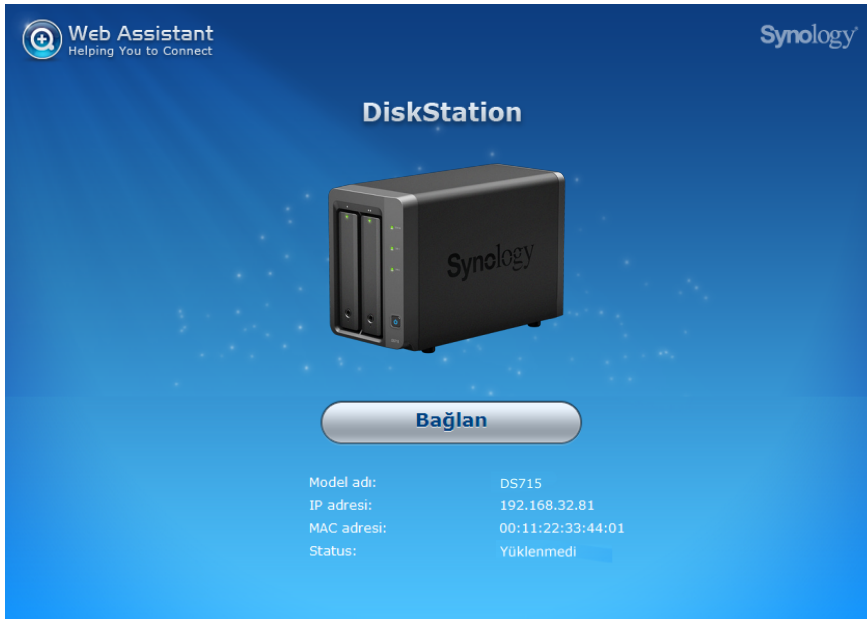 Web Assistant
Helping You to Connect
Synology
DiskStation
Synology
Bağlan
Model adı: DS715
IP adresi: 192.168.32.81
MAC adresi: 00:11:22:33:44:01
Status: Yüklenmedi